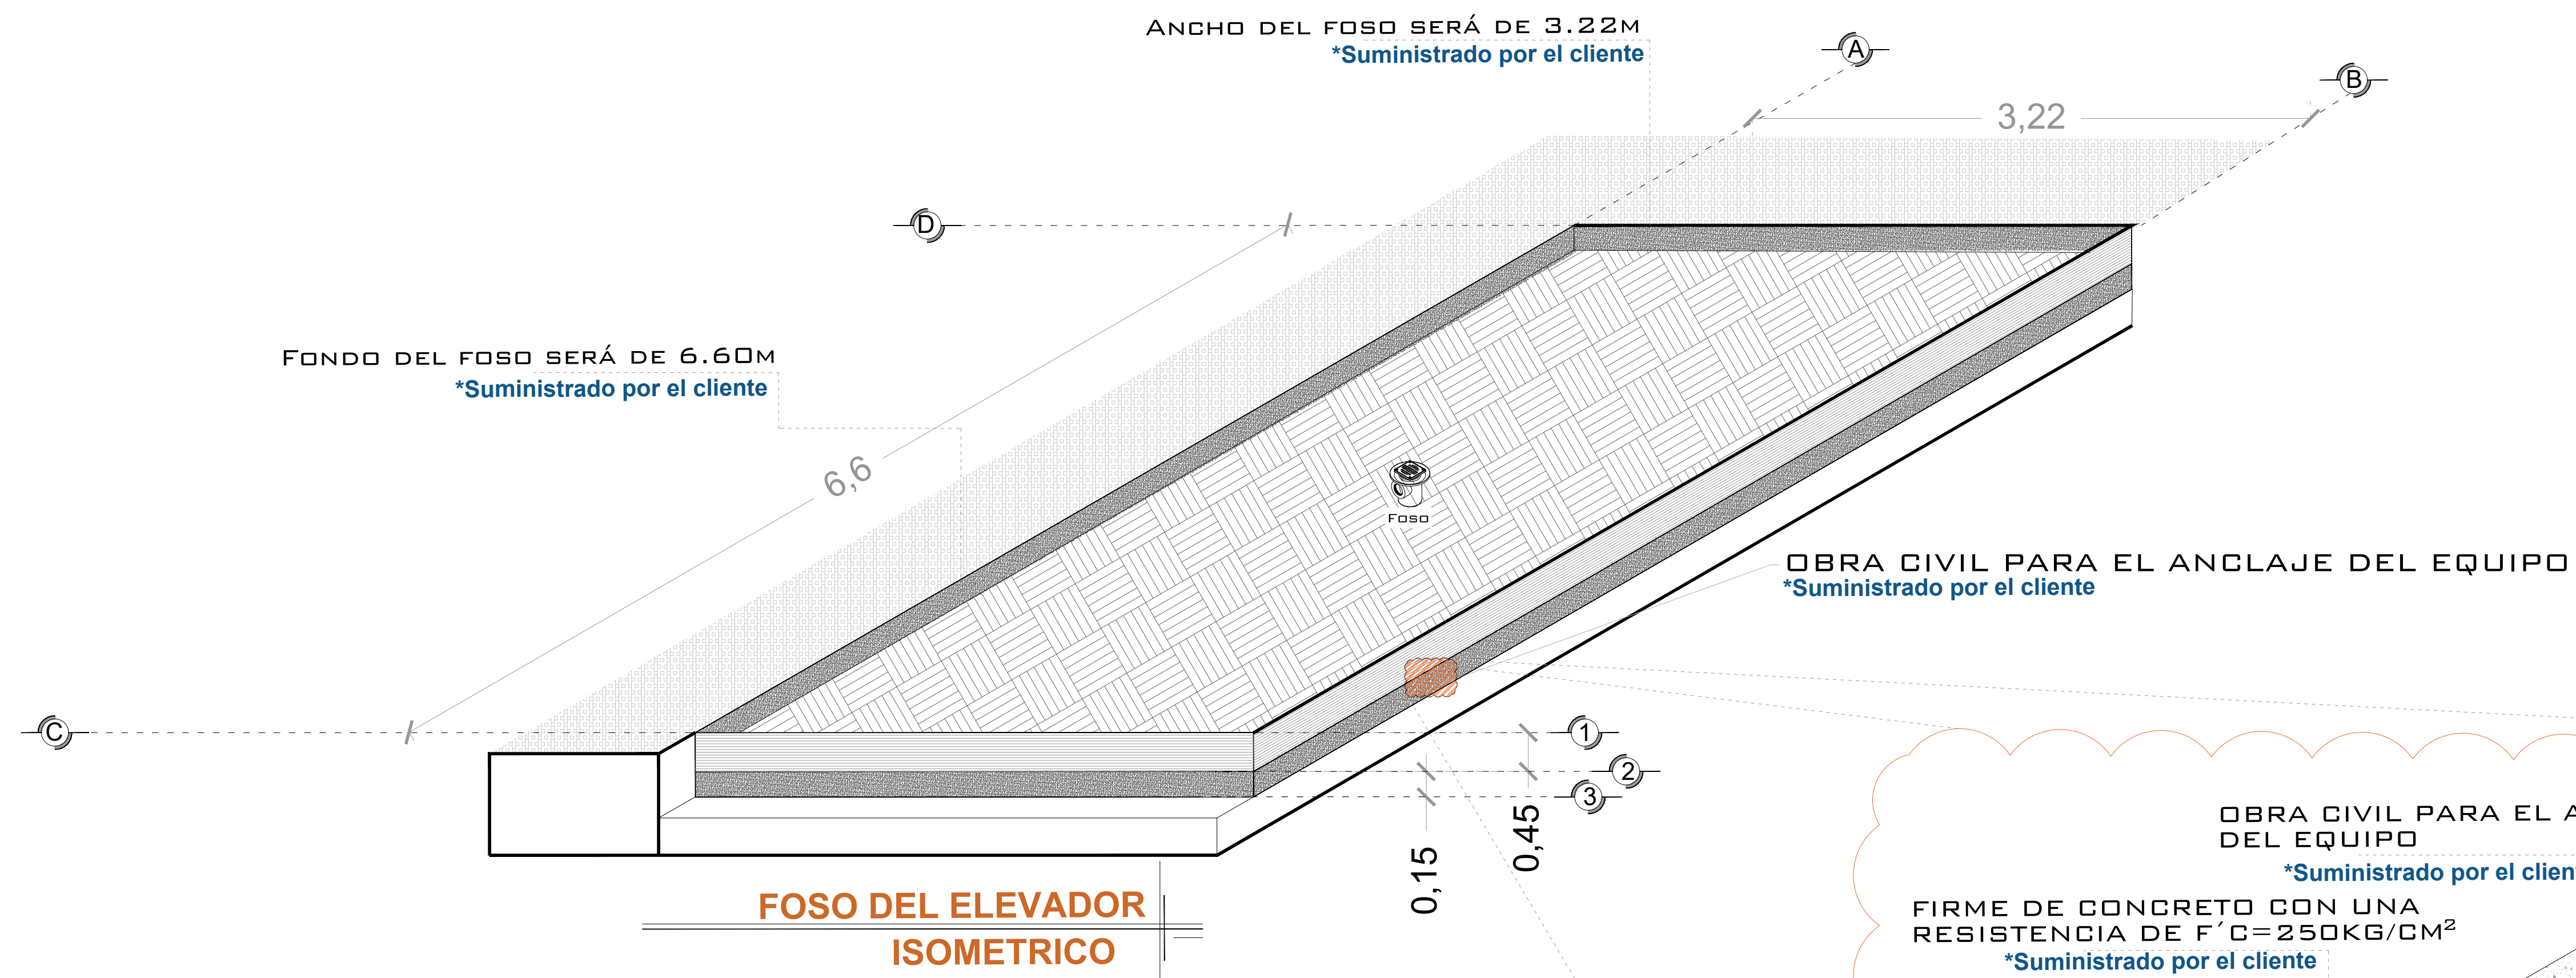 ANCHO DEL FOSO SERÁ DE 3.22M
*Suministrado por el cliente
A
B
3,22
D
FONDO DEL FOSO SERÁ DE 6.60M
*Suministrado por el cliente
6,6
FOSO
OBRA CIVIL PARA EL ANCLAJE DEL EQUIPO
*Suministrado por el cliente
C
1
2
3
0,15
0,45
OBRA CIVIL PARA EL
DEL EQUIPO
*Suministrado por el
FIRME DE CONCRETO CON UNA
RESISTENCIA DE F´C=250KG/CM²
*Suministrado por el cliente
FOSO DEL ELEVADOR
ISOMETRICO